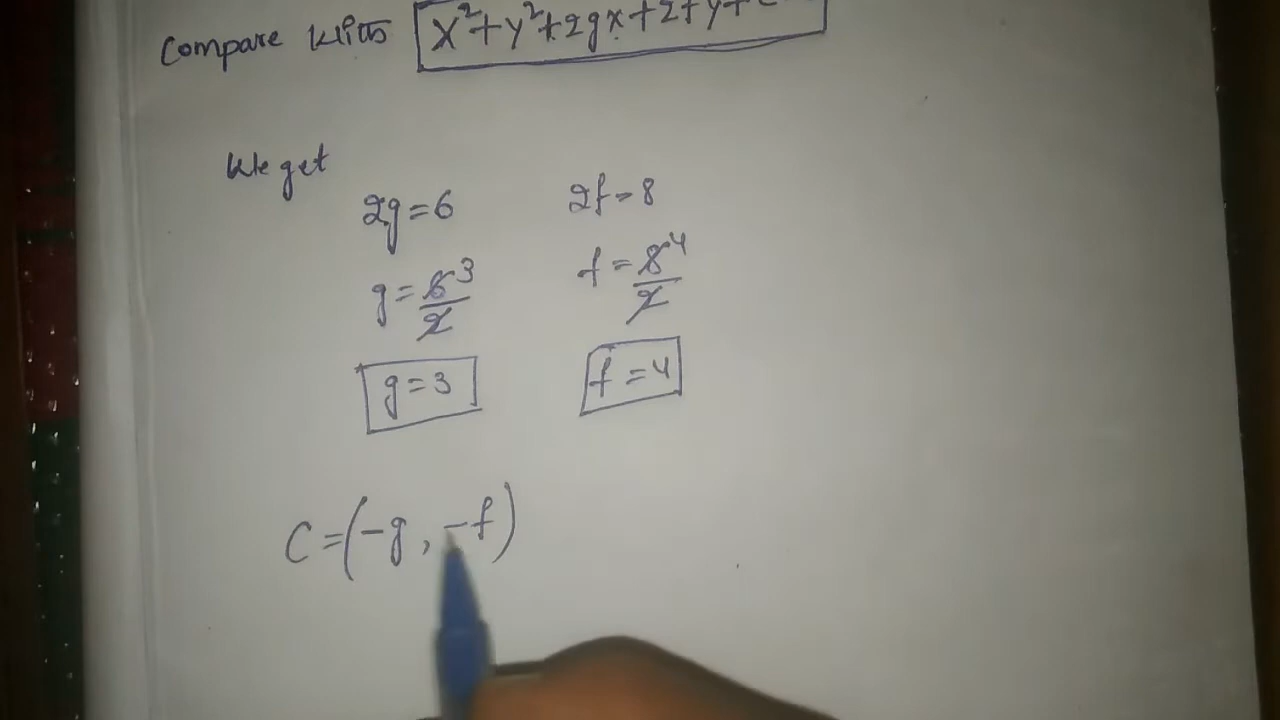 Compare With x²+y²+2gx+2fy+c
We get
2g=6 2f=8
g=6/2 3 f=8/2 4
g=3 f=4
C=(-g, -f)